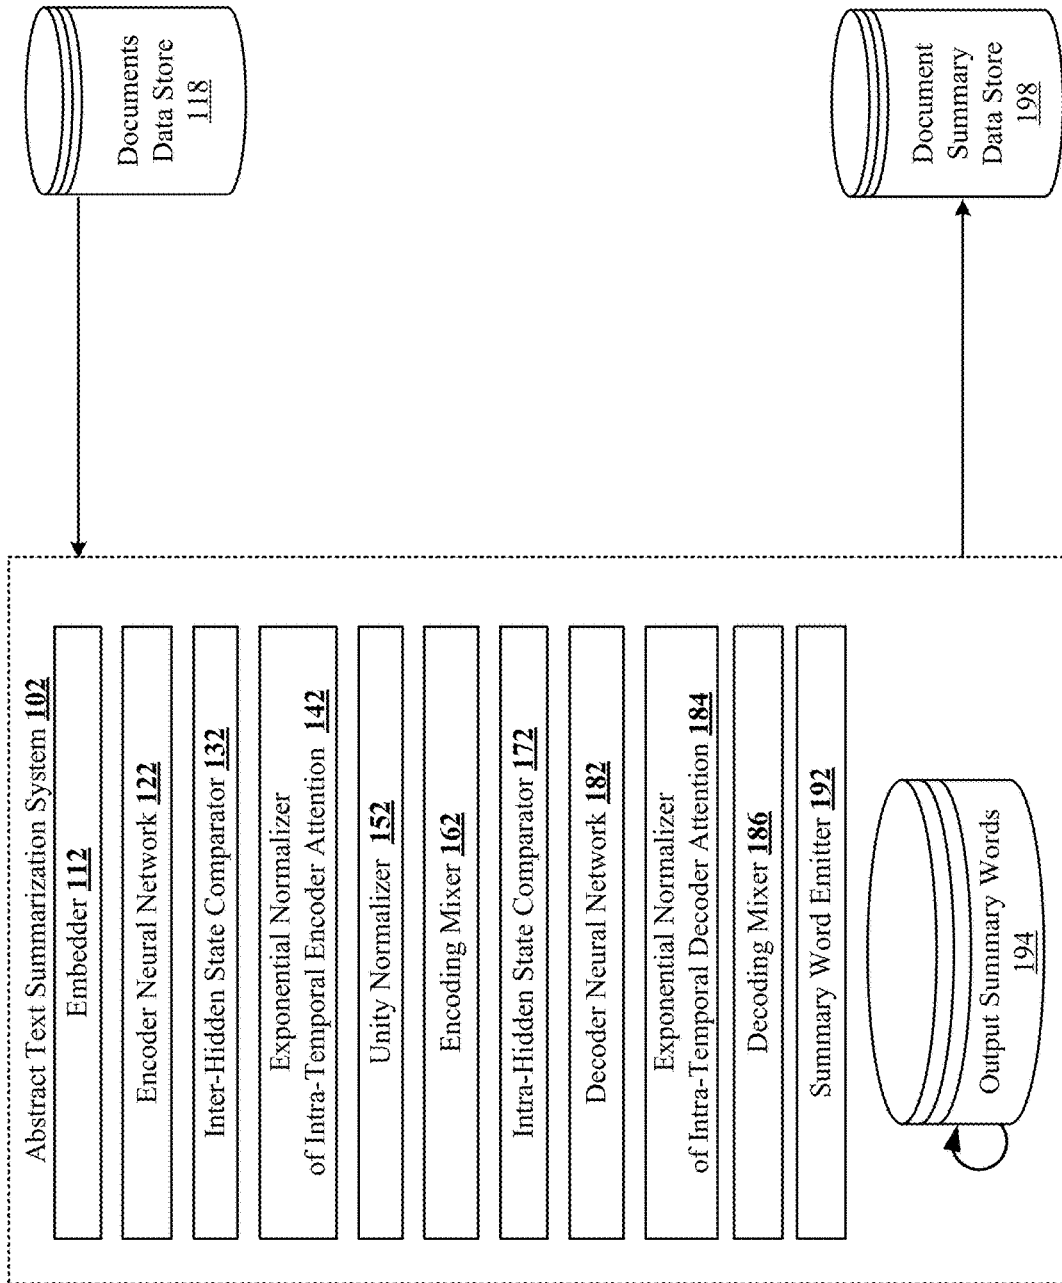 Abstract Text Summarization System 102
Embedder 112
Encoder Neural Network 122
Inter-Hidden State Comparator 132
Exponential Normalizer
of Intra-Temporal Encoder Attention 142
Unity Normalizer 152
Encoding Mixer 162
Intra-Hidden State Comparator 172
Decoder Neural Network 182
Exponential Normalizer
of Intra-Temporal Decoder Attention 184
Decoding Mixer 186
Summary Word Emitter 192
Output Summary Words
194
Documents
Data Store
118
Document
Summary
Data Store
198